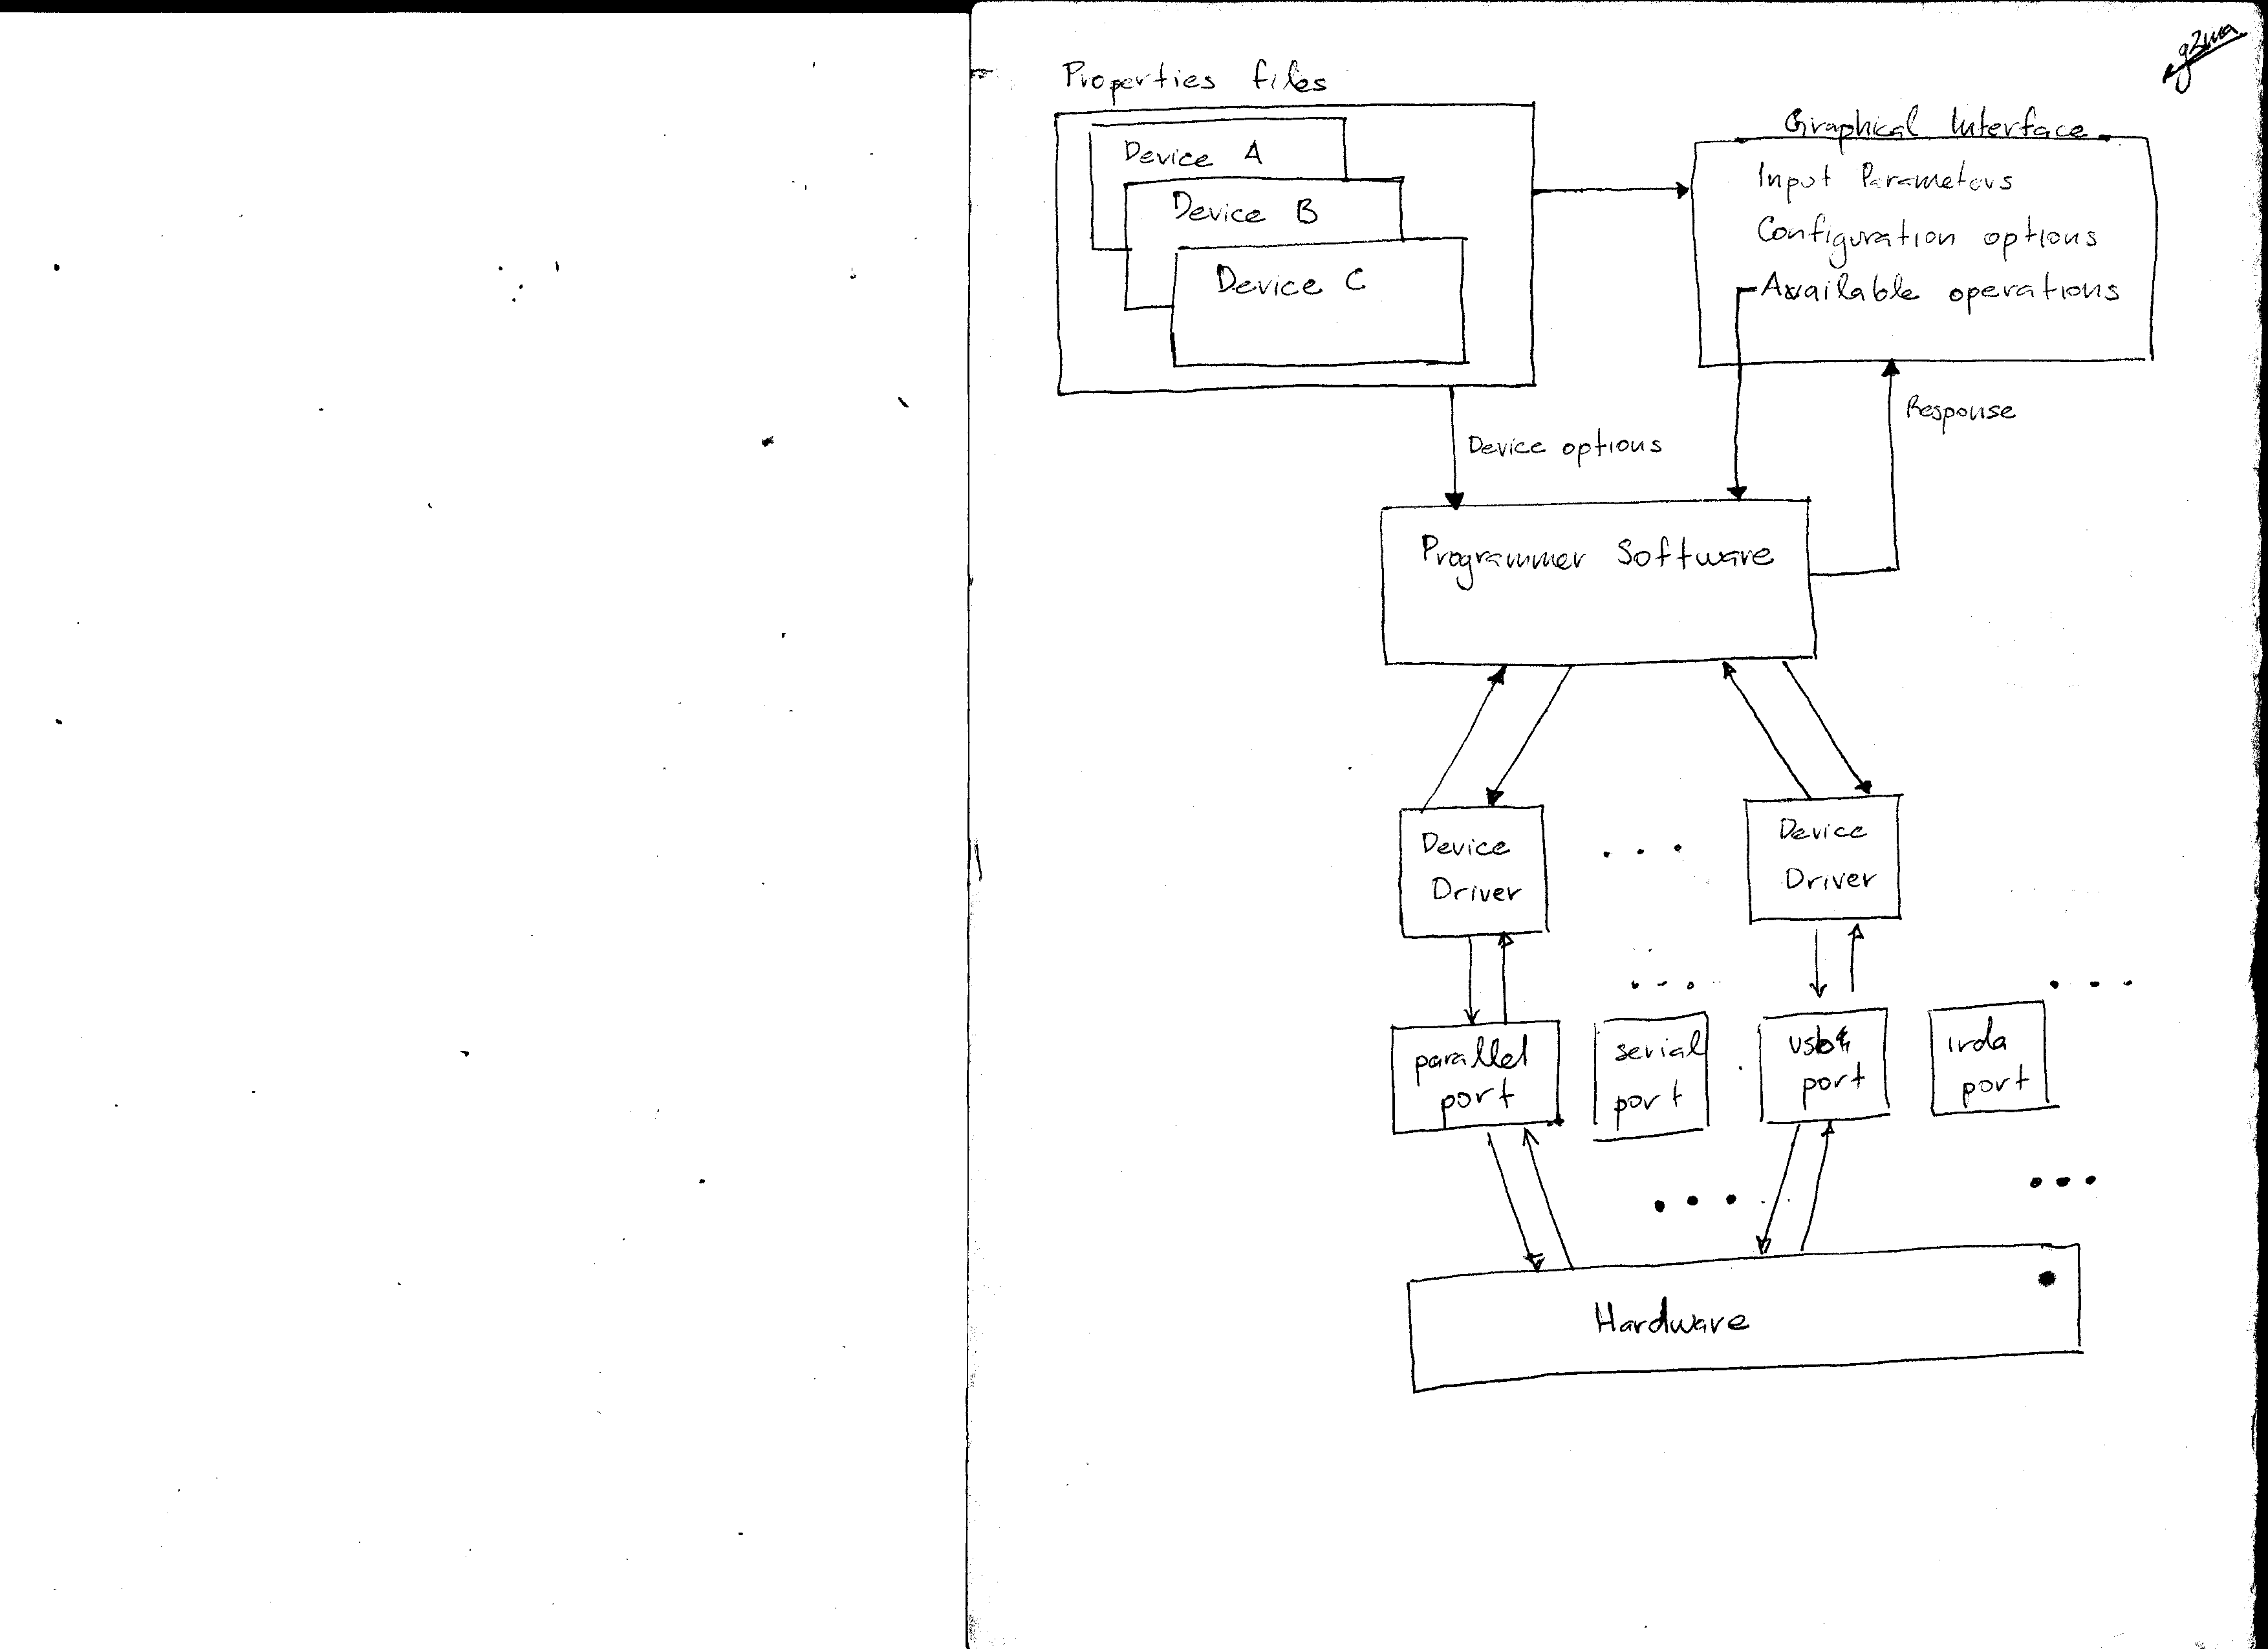 Properties files
Device A
Device B
Device C
Graphical Interface
Input Parameters
Configuration options
Available operations
Response
Device options
Programmer Software
Device
Driver
...
Device
Driver
...
...
parallel
port
serial
port
usb
port
irda
port
...
...
Hardware